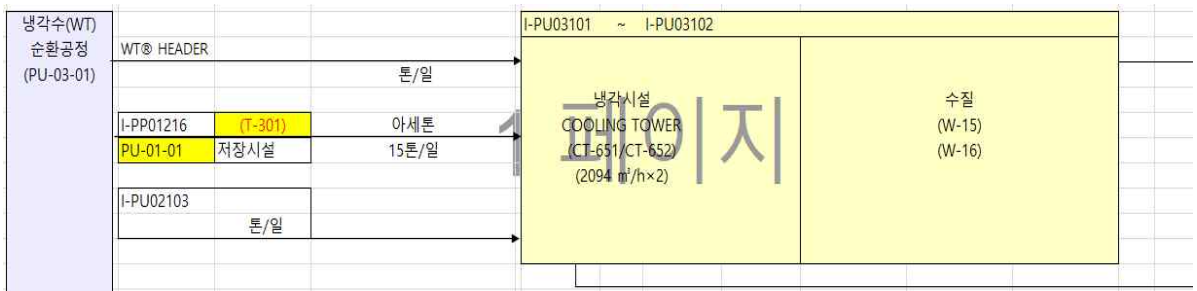 냉각수(WT)
순환공정
(PU-03-01)
WT® HEADER
톤/일
I-PP01216
(T-301)
아세톤
PU-01-01
저장시설
15톤/일
I-PU02103
톤/일
I-PU03101 ~ I-PU03102
냉각시설
COOLING TOWER
(CT-651/CT-652)
(2094 ㎥/h×2)
수질
(W-15)
(W-16)
1페이지